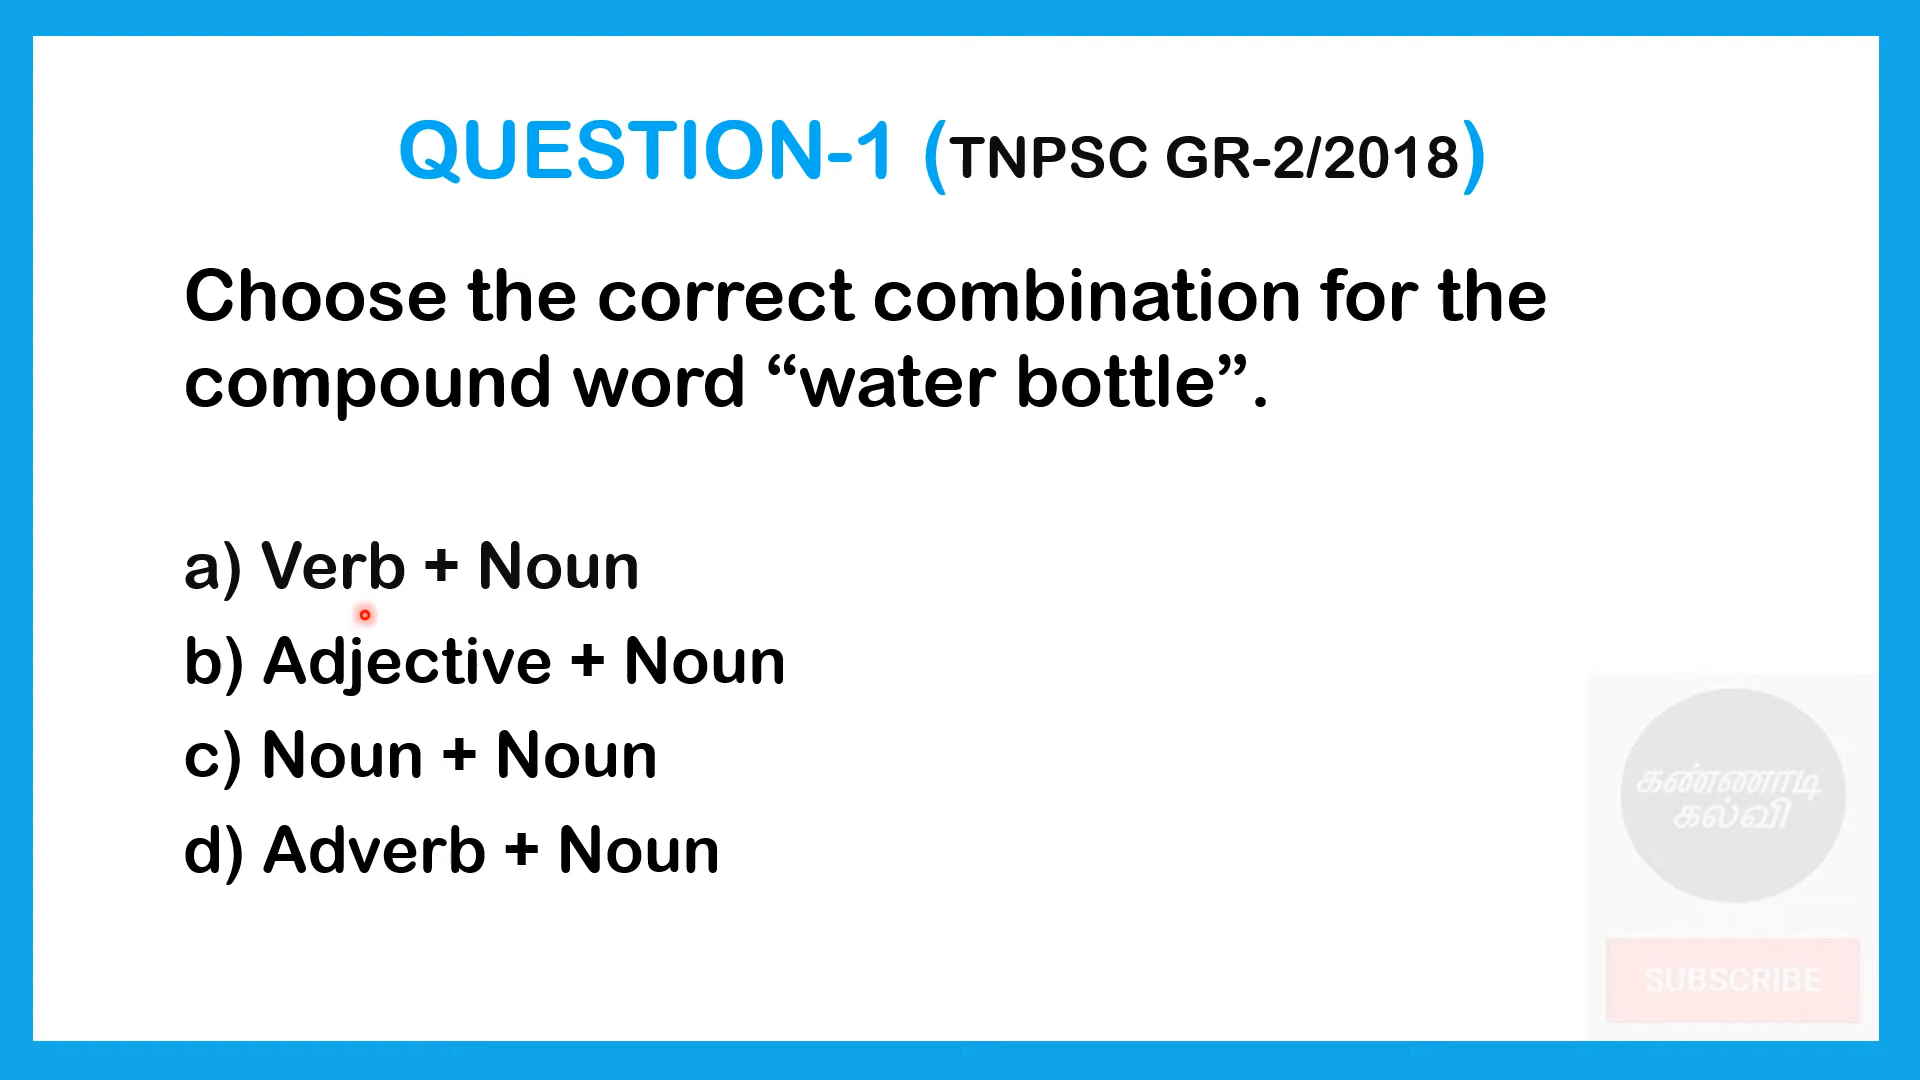 QUESTION-1 (TNPSC GR-2/2018)
Choose the correct combination for the
compound word “water bottle”.
a) Verb + Noun
b) Adjective + Noun
c) Noun + Noun
d) Adverb + Noun
கண்ணாடி
கல்வி
SUBSCRIBE